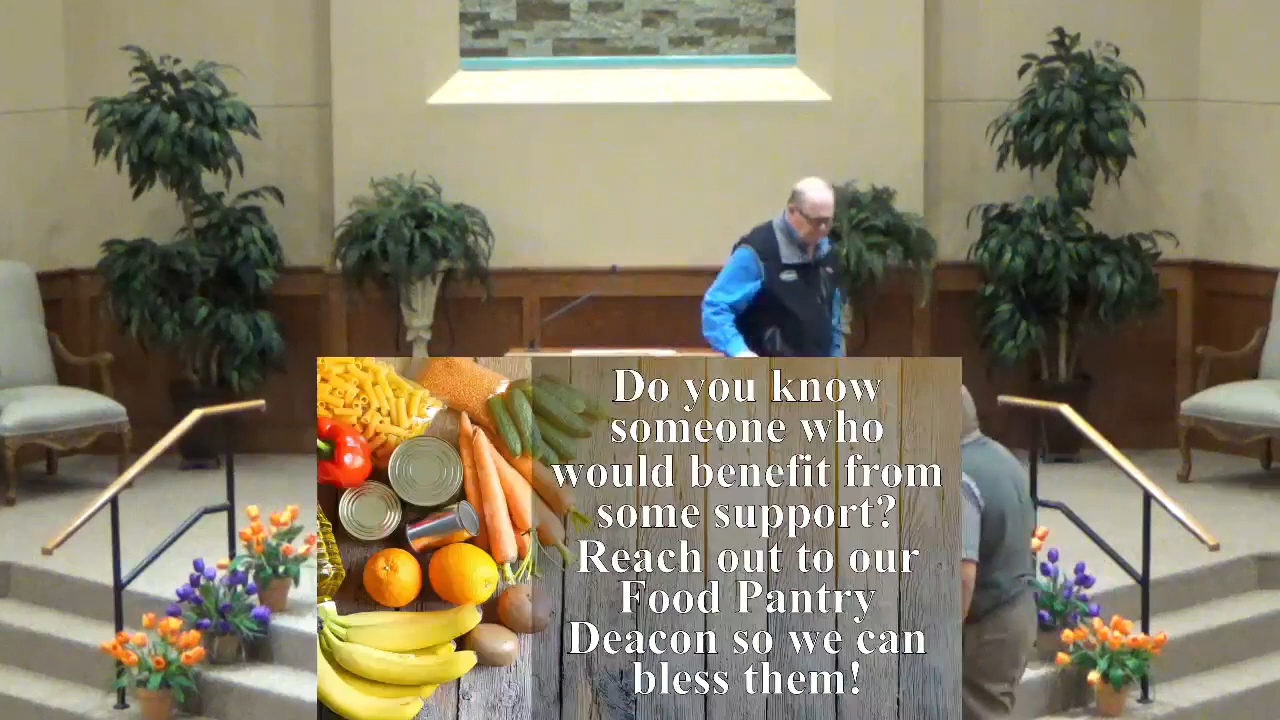 Do you know
someone who
would benefit from
some support?
Reach out to our
Food Pantry
Deacon so we can
bless them!